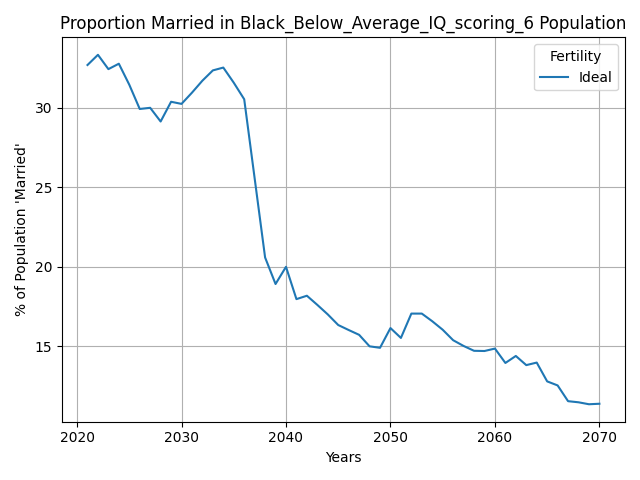 Proportion Married in Black_Below_Average_IQ_scoring_6 Population
Fertility
Ideal
% of Population 'Married'
30
25
20
15
2020 2030 2040 2050 2060 2070
Years